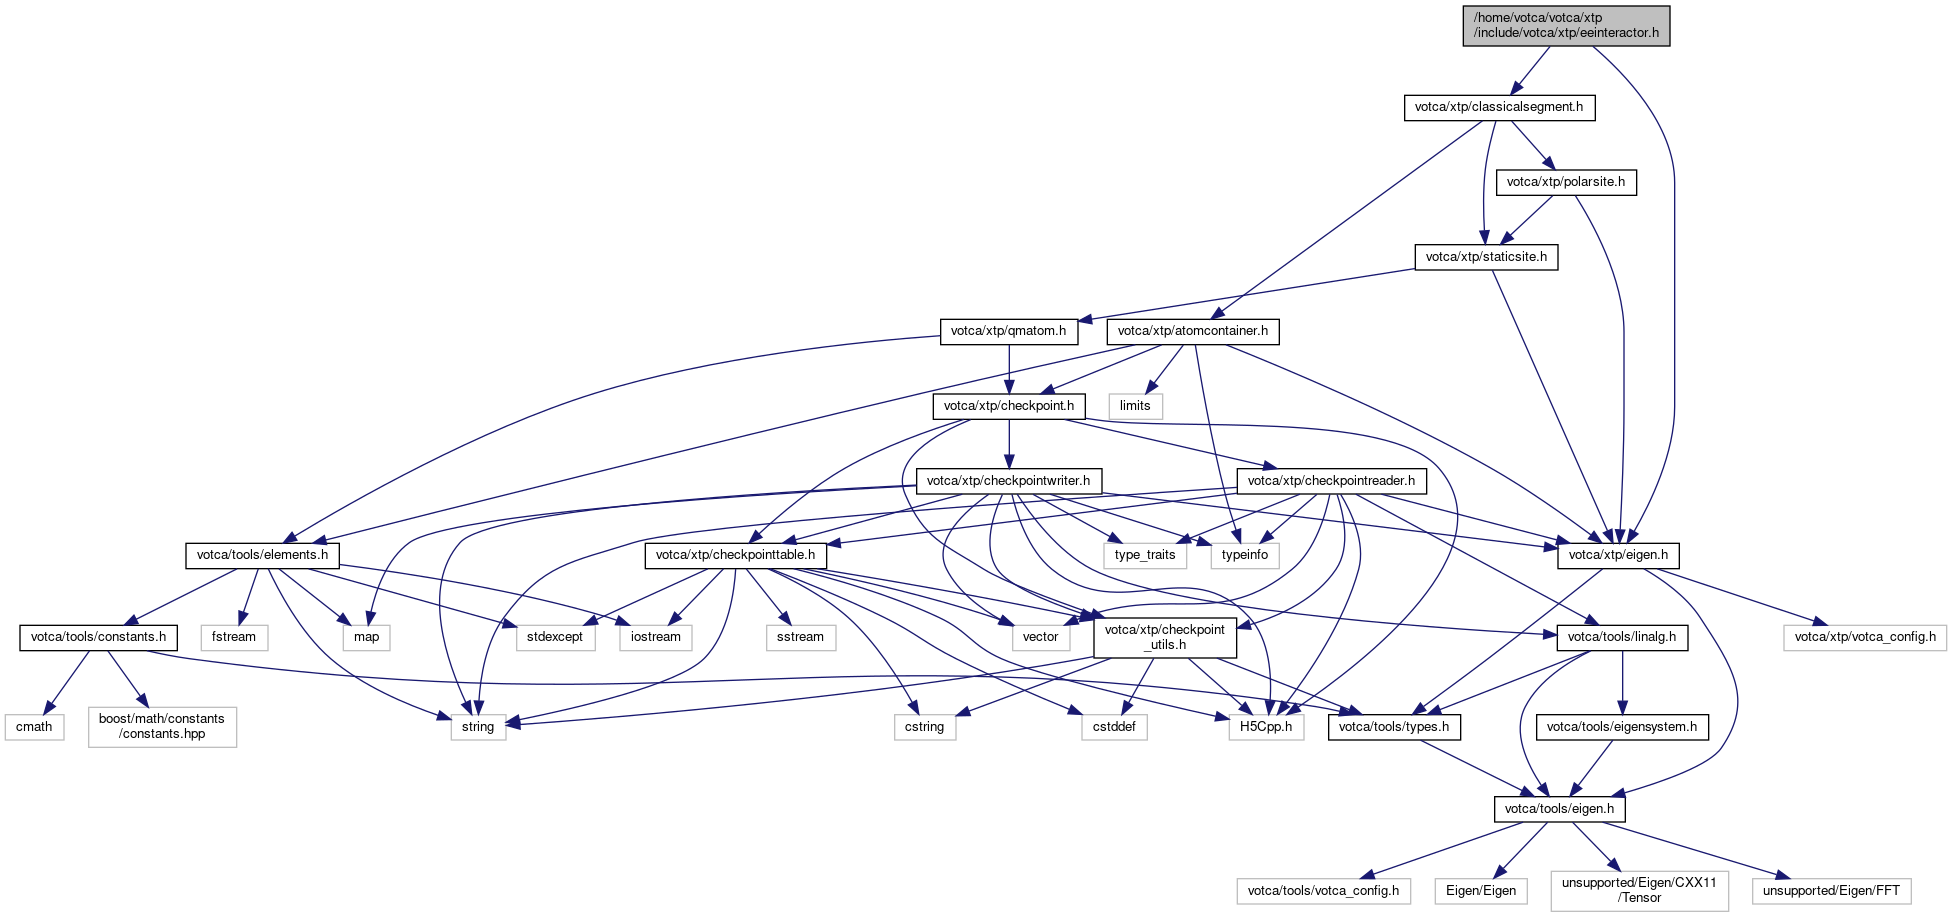 /home/votca/votca/xtp
/include/votca/xtp/eeinteractor.h
votca/xtp/classicalsegment.h
votca/xtp/polarsite.h
votca/xtp/staticsite.h
votca/xtp/qmatom.h
votca/xtp/atomcontainer.h
votca/xtp/checkpoint.h
limits
votca/xtp/checkpointwriter.h
votca/xtp/checkpointreader.h
votca/tools/elements.h
votca/xtp/checkpointtable.h
type_traits
typeinfo
votca/xtp/eigen.h
votca/tools/constants.h
fstream
map
stdexcept
iostream
sstream
vector
votca/xtp/checkpoint
_utils.h
votca/tools/linalg.h
votca/xtp/votca_config.h
cmath
boost/math/constants
/constants.hpp
string
cstring
cstddef
H5Cpp.h
votca/tools/types.h
votca/tools/eigensystem.h
votca/tools/eigen.h
votca/tools/votca_config.h
Eigen/Eigen
unsupported/Eigen/CXX11
/Tensor
unsupported/Eigen/FFT